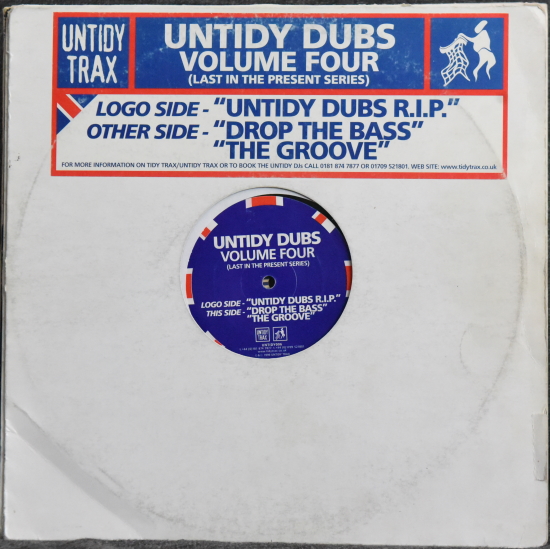 UNTIDY
TRAX
UNTIDY DUBS
VOLUME FOUR
(LAST IN THE PRESENT SERIES)
LOGO SIDE - "UNTIDY DUBS R.I.P."
OTHER SIDE - "DROP THE BASS"
"THE GROOVE"
FOR MORE INFORMATION ON TIDY TRAX/UNTIDY TRAX OR TO BOOK THE UNTIDY DJs CALL 0181 874 7877 OR 01709 521801. WEB SITE: www.tidytrax.co.uk
UNTIDY DUBS
VOLUME FOUR
(LAST IN THE PRESENT SERIES)
LOGO SIDE - "UNTIDY DUBS R.I.P."
THIS SIDE - "DROP THE BASS"
"THE GROOVE"
UNTIDY
TRAX